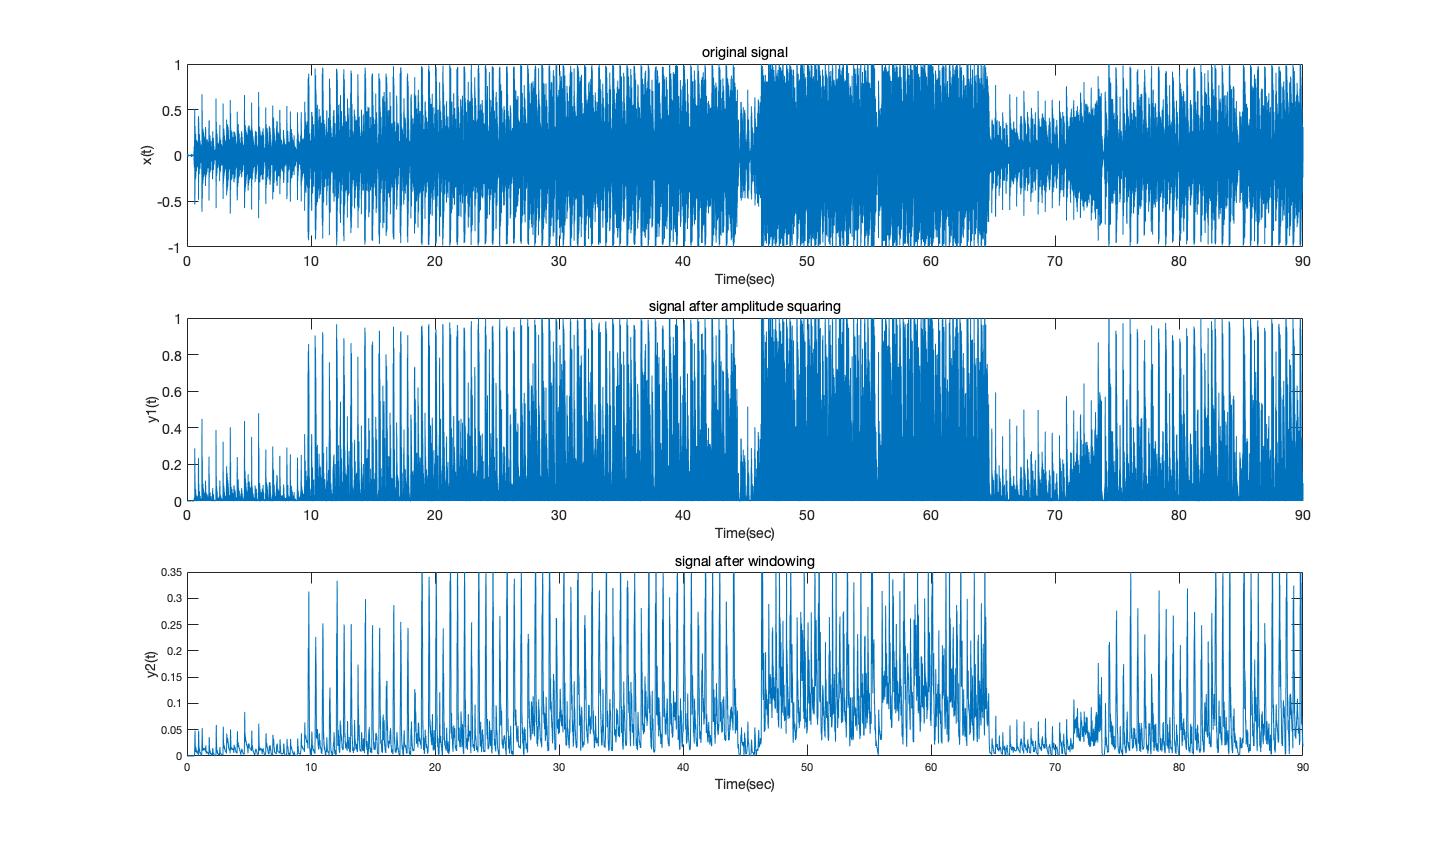 original signal
1
0.5
0
-0.5
-1
x(t)
0 10 20 30 40 50 60 70 80 90
Time(sec)
signal after amplitude squaring
1
0.8
0.6
0.4
0.2
0
y1(t)
0 10 20 30 40 50 60 70 80 90
Time(sec)
signal after windowing
0.35
0.3
0.25
0.2
0.15
0.1
0.05
0
y2(t)
0 10 20 30 40 50 60 70 80 90
Time(sec)